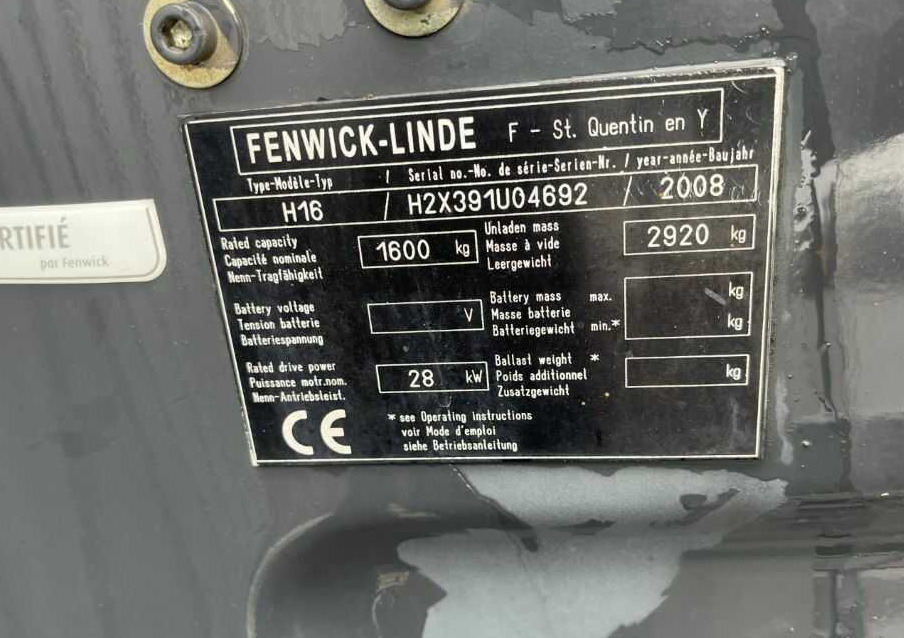 FENWICK-LINDE F - St. Quentin en Y
Type-Modèle-Typ / Serial no.-No. de série-Serien-Nr. / year-année-Baujahr
H16 / H2X391U04692 / 2008
Rated capacity
Capacité nominale
Nenn-Tragfähigkeit
1600 kg
Unladen mass
Masse à vide
Leergewicht
2920 kg
Battery voltage
Tension batterie
Batteriespannung
V
Battery mass max.
Masse batterie
Batteriegewicht min.*
kg
kg
Rated drive power
Puissance motr.nom.
Nenn-Antriebsleist.
28 kW
Ballast weight *
Poids additionnel
Zusatzgewicht
kg
CE
* see Operating instructions
voir Mode d'emploi
siehe Betriebsanleitung
RTIFIÉ
par Fenwick